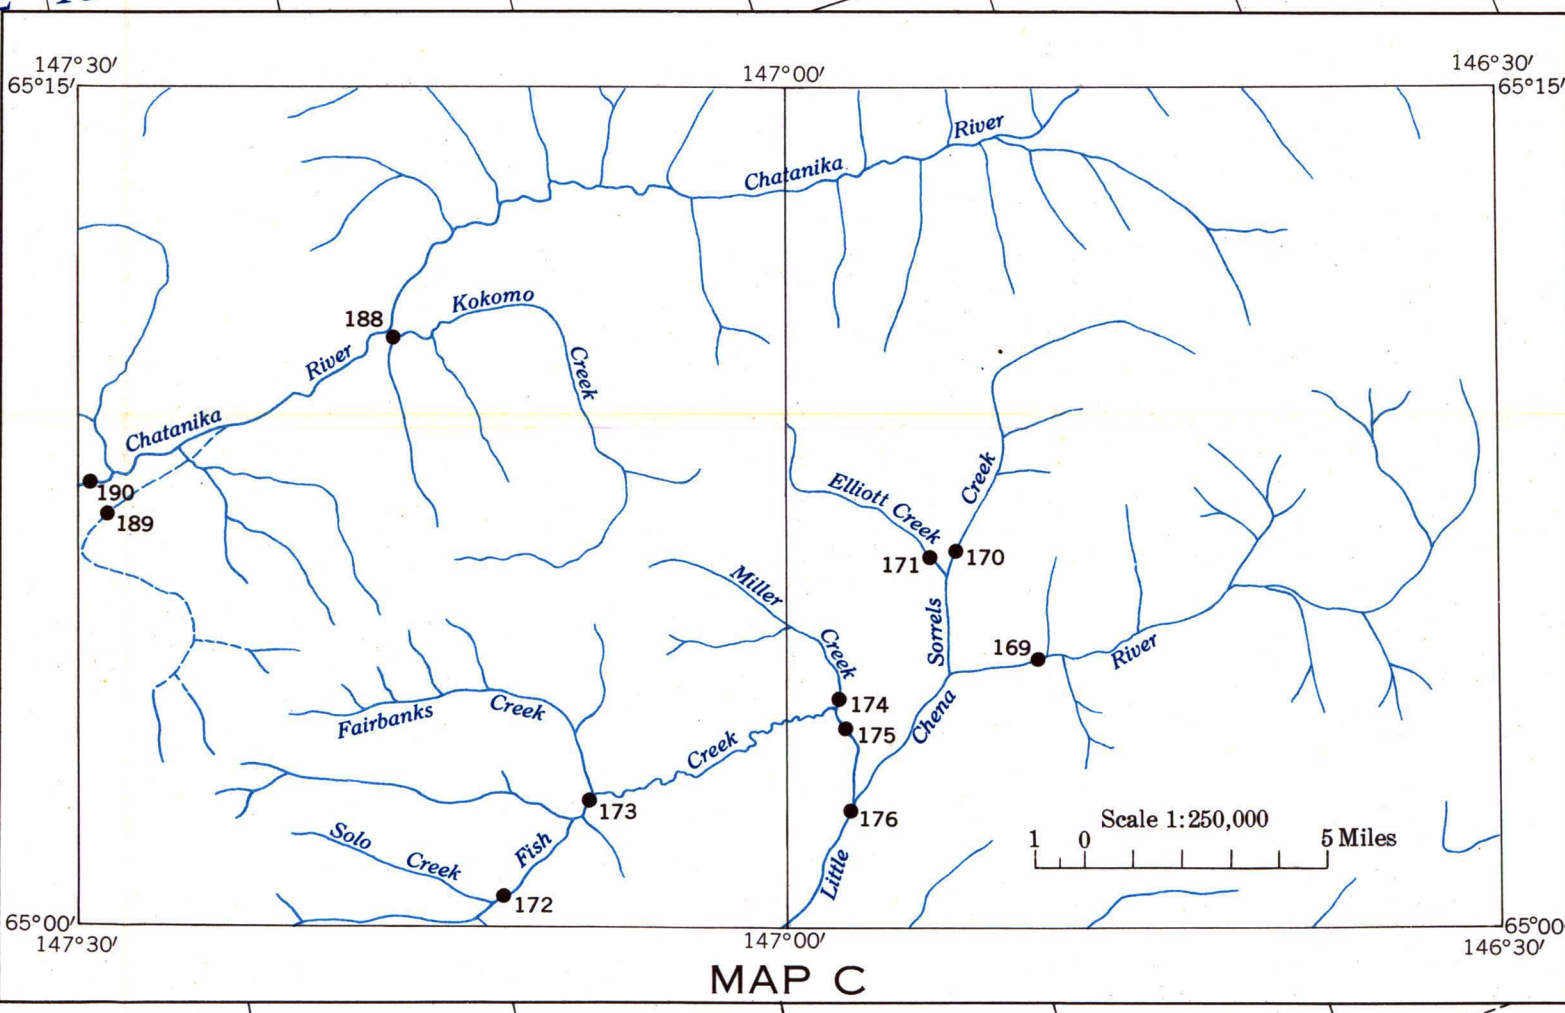 147°30′
147°00′
146°30′
65°15′
65°15′
River
Chatanika
Kokomo
188
River
Creek
Chatanika
190
189
Elliott Creek
Creek
171
170
Miller
Sorrels
Creek
169
River
Fairbanks
Creek
174
175
Chena
Creek
173
176
Scale 1:250,000
1 0 5 Miles
Solo
Creek
Fish
Little
172
65°00′
65°00
147°30′
147°00′
146°30′
MAP C